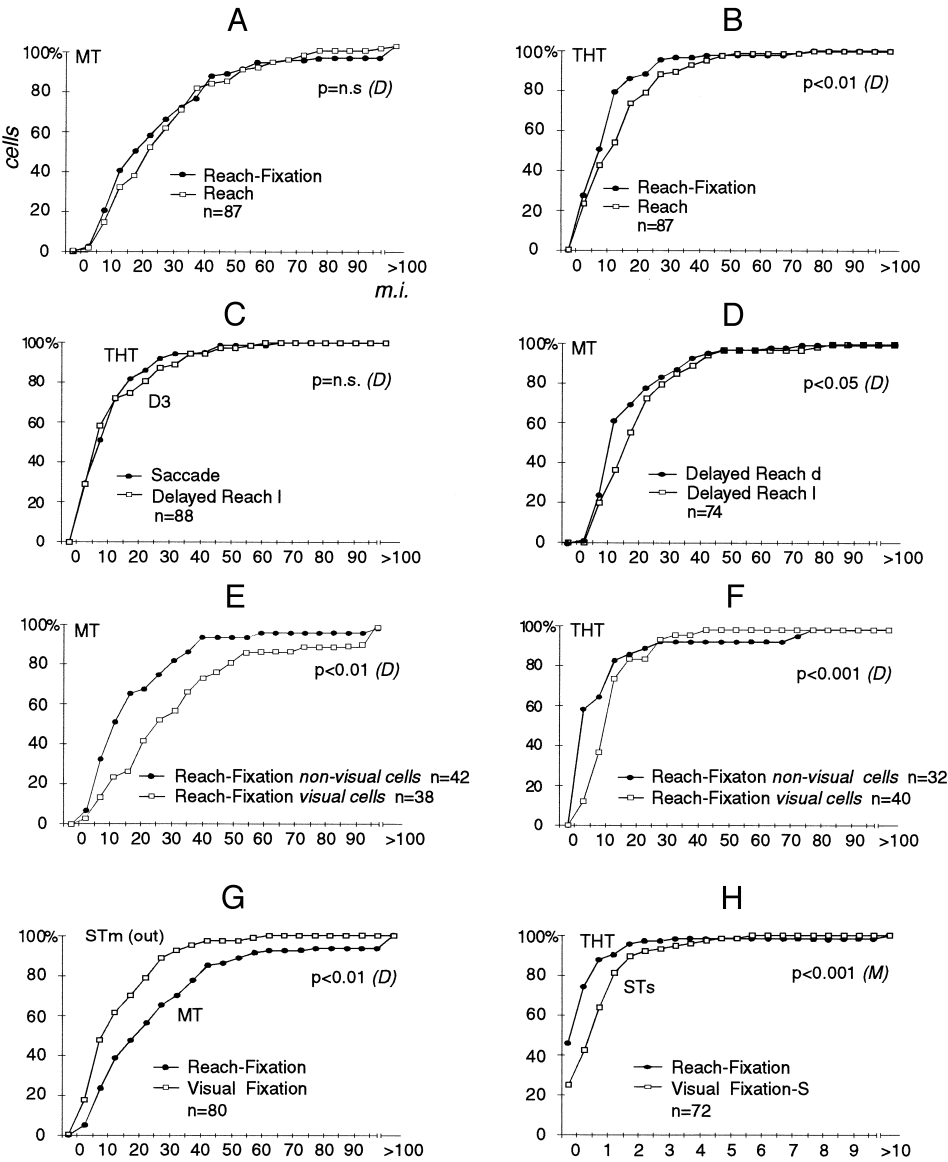 A
B
100%
MT
80
cells
60
40
20
0
p=n.s (D)
Reach-Fixation
Reach
n=87
0 10 20 30 40 50 60 70 80 90 >100
m.i.
100%
THT
80
60
40
20
0
p<0.01 (D)
Reach-Fixation
Reach
n=87
0 10 20 30 40 50 60 70 80 90 >100
C
D
100%
THT
80
60
40
20
0
p=n.s. (D)
D3
Saccade
Delayed Reach l
n=88
0 10 20 30 40 50 60 70 80 90 >100
100%
MT
80
60
40
20
0
p<0.05 (D)
Delayed Reach d
Delayed Reach l
n=74
0 10 20 30 40 50 60 70 80 90 >100
E
F
100%
MT
80
60
40
20
0
p<0.01 (D)
Reach-Fixation non-visual cells n=42
Reach-Fixation visual cells n=38
0 10 20 30 40 50 60 70 80 90 >100
100%
THT
80
60
40
20
0
p<0.001 (D)
Reach-Fixaton non-visual cells n=32
Reach-Fixation visual cells n=40
0 10 20 30 40 50 60 70 80 90 >100
G
H
100%
STm (out)
80
60
40
20
0
p<0.01 (D)
MT
Reach-Fixation
Visual Fixation
n=80
0 10 20 30 40 50 60 70 80 90 >100
100%
THT
80
60
40
20
0
p<0.001 (M)
STs
Reach-Fixation
Visual Fixation-S
n=72
0 1 2 3 4 5 6 7 8 9 >10